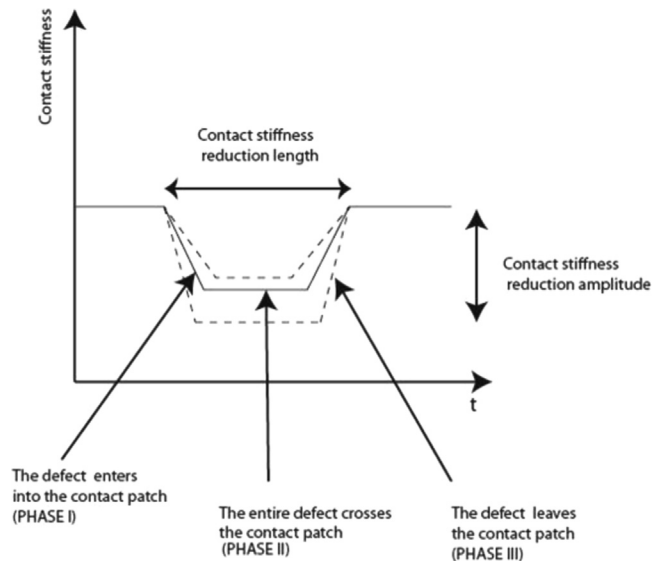 Contact stiffness
Contact stiffness
reduction length
Contact stiffness
reduction amplitude
t
The defect enters
into the contact patch
(PHASE I)
The entire defect crosses
the contact patch
(PHASE II)
The defect leaves
the contact patch
(PHASE III)